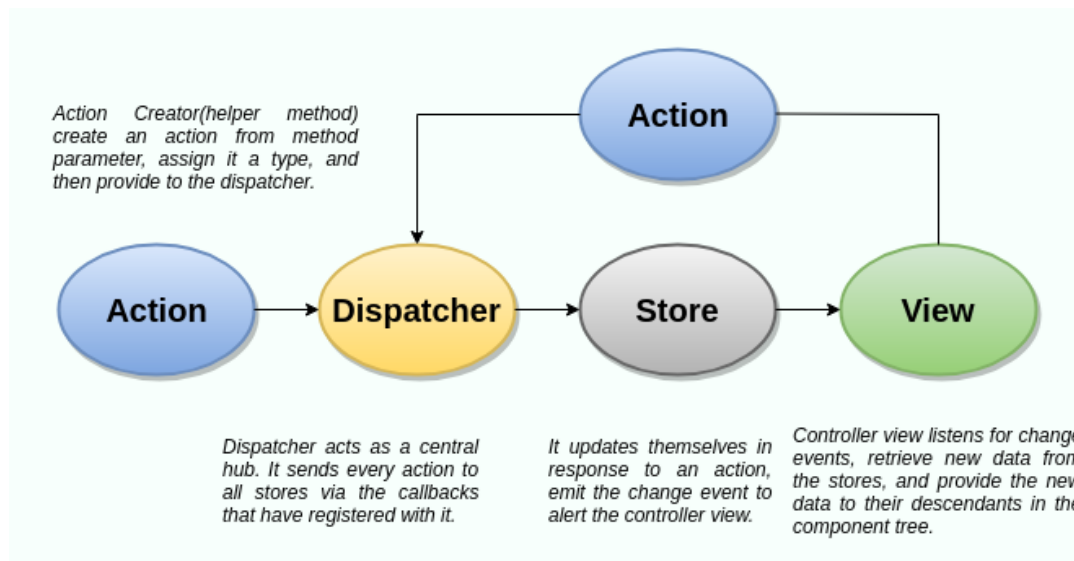 Action
Action Creator(helper method)
create an action from method
parameter, assign it a type, and
then provide to the dispatcher.
Action
Dispatcher
Store
View
Dispatcher acts as a central
hub. It sends every action to
all stores via the callbacks
that have registered with it.
It updates themselves in
response to an action,
emit the change event to
alert the controller view.
Controller view listens for change
events, retrieve new data from
the stores, and provide the new
data to their descendants in the
component tree.